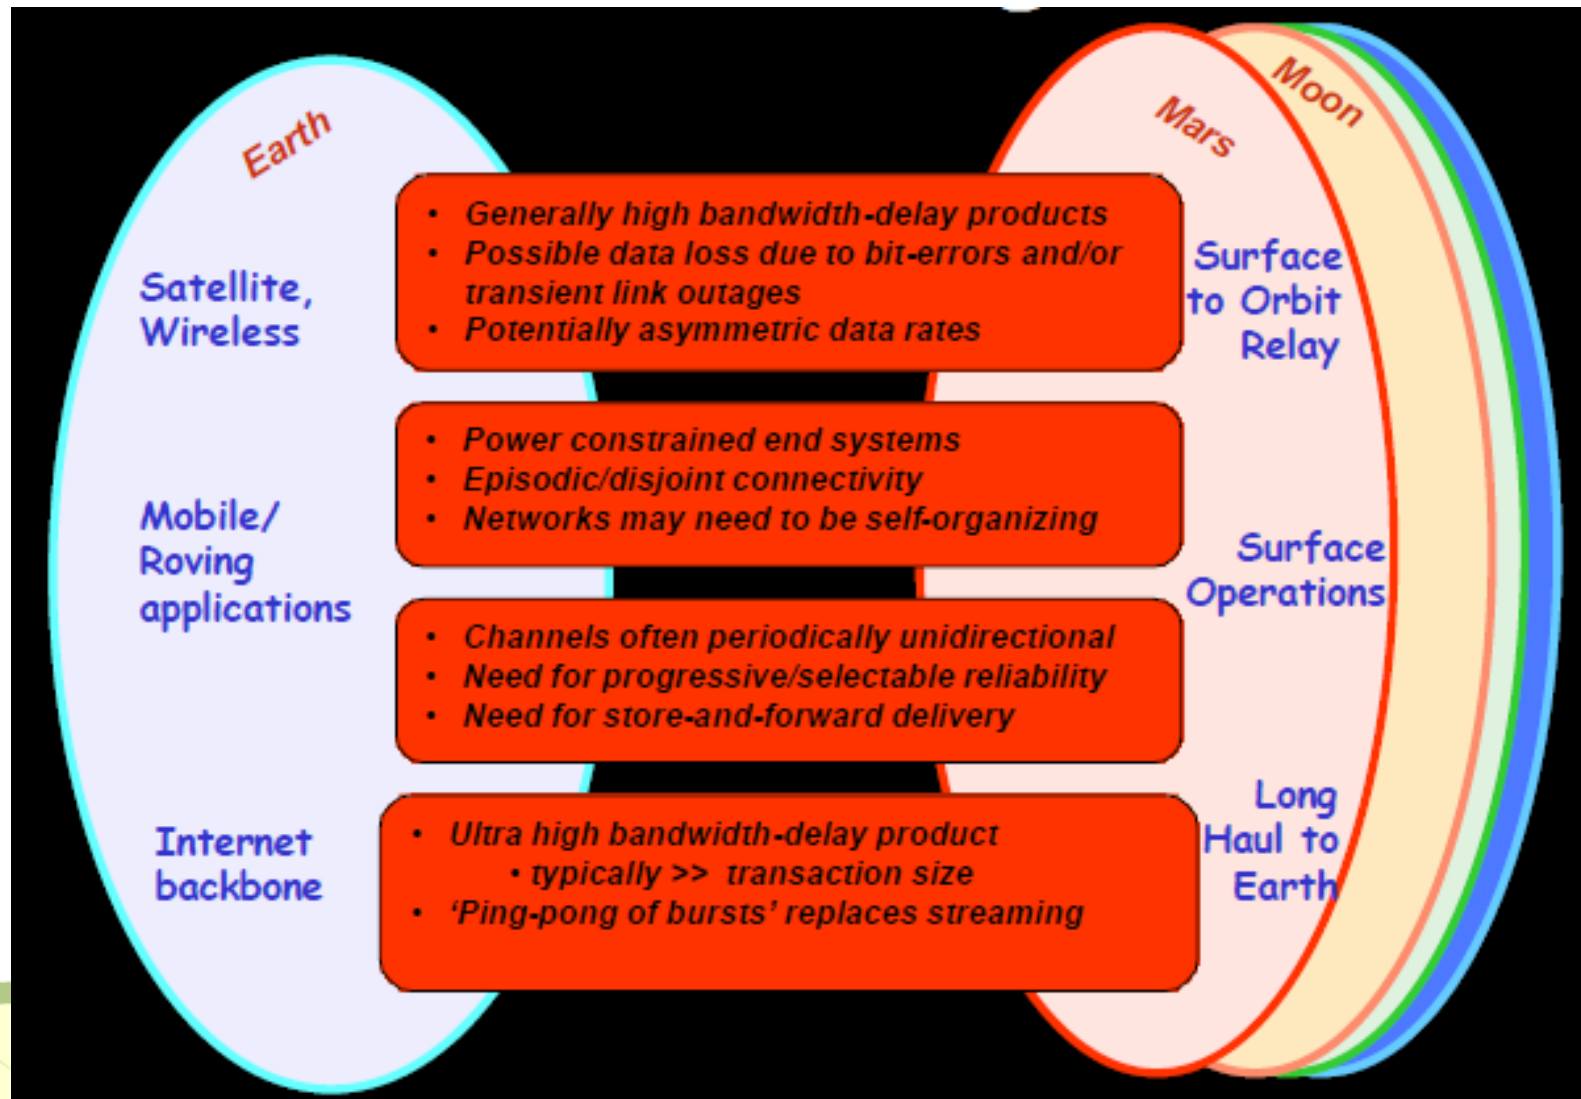 Earth
Mars
Moon
Satellite,
Wireless
• Generally high bandwidth-delay products
• Possible data loss due to bit-errors and/or
transient link outages
• Potentially asymmetric data rates
Surface
to Orbit
Relay
Mobile/
Roving
applications
• Power constrained end systems
• Episodic/disjoint connectivity
• Networks may need to be self-organizing
Surface
Operations
• Channels often periodically unidirectional
• Need for progressive/selectable reliability
• Need for store-and-forward delivery
Internet
backbone
• Ultra high bandwidth-delay product
• typically >> transaction size
• ‘Ping-pong of bursts’ replaces streaming
Long
Haul to
Earth